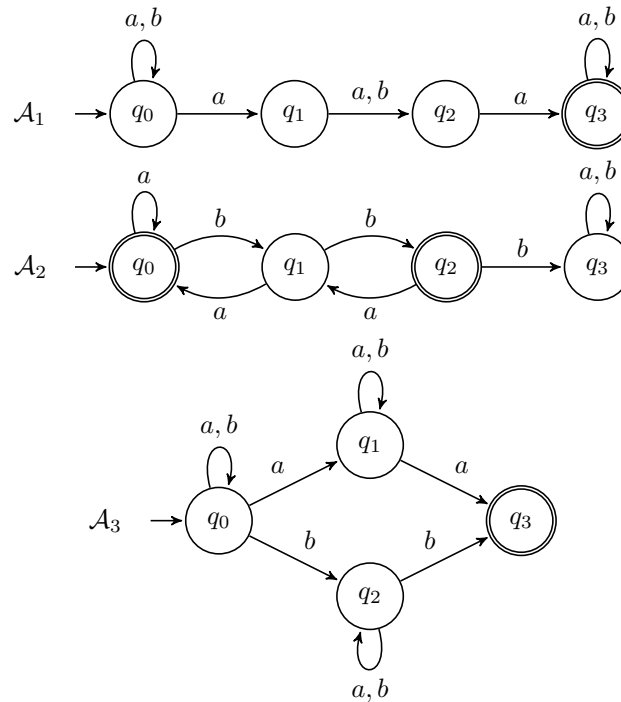 a, b a, b
A₁ q₀ a q₁ a, b q₂ a q₃
a a, b
b b
A₂ q₀ q₁ q₂ b q₃
a a
a, b
a, b q₁
a a
A₃ q₀ q₃
b b
q₂
a, b